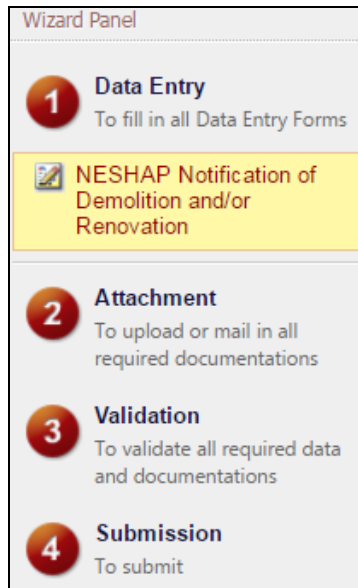 Wizard Panel
1
Data Entry
To fill in all Data Entry Forms
NESHAP Notification of
Demolition and/or
Renovation
2
Attachment
To upload or mail in all
required documentations
3
Validation
To validate all required data
and documentations
4
Submission
To submit